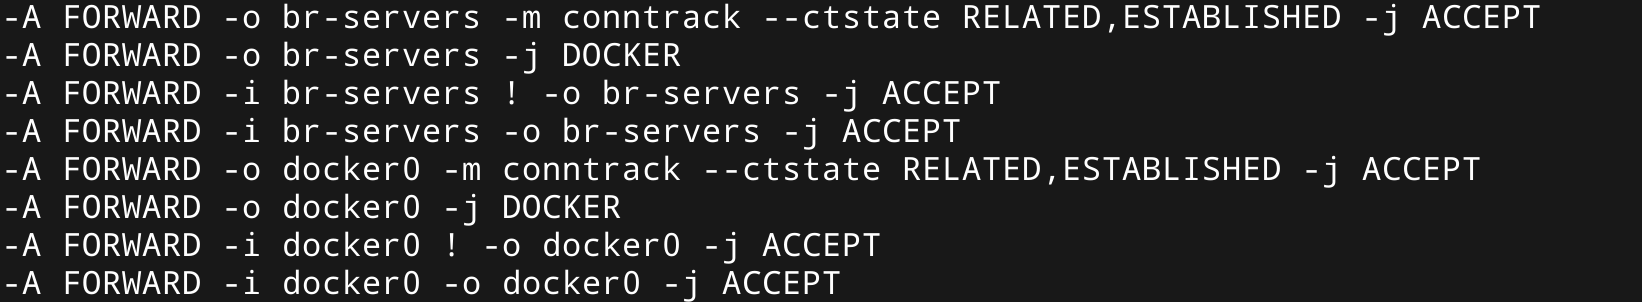 -A FORWARD -o br-servers -m conntrack --ctstate RELATED,ESTABLISHED -j ACCEPT
-A FORWARD -o br-servers -j DOCKER
-A FORWARD -i br-servers ! -o br-servers -j ACCEPT
-A FORWARD -i br-servers -o br-servers -j ACCEPT
-A FORWARD -o docker0 -m conntrack --ctstate RELATED,ESTABLISHED -j ACCEPT
-A FORWARD -o docker0 -j DOCKER
-A FORWARD -i docker0 ! -o docker0 -j ACCEPT
-A FORWARD -i docker0 -o docker0 -j ACCEPT